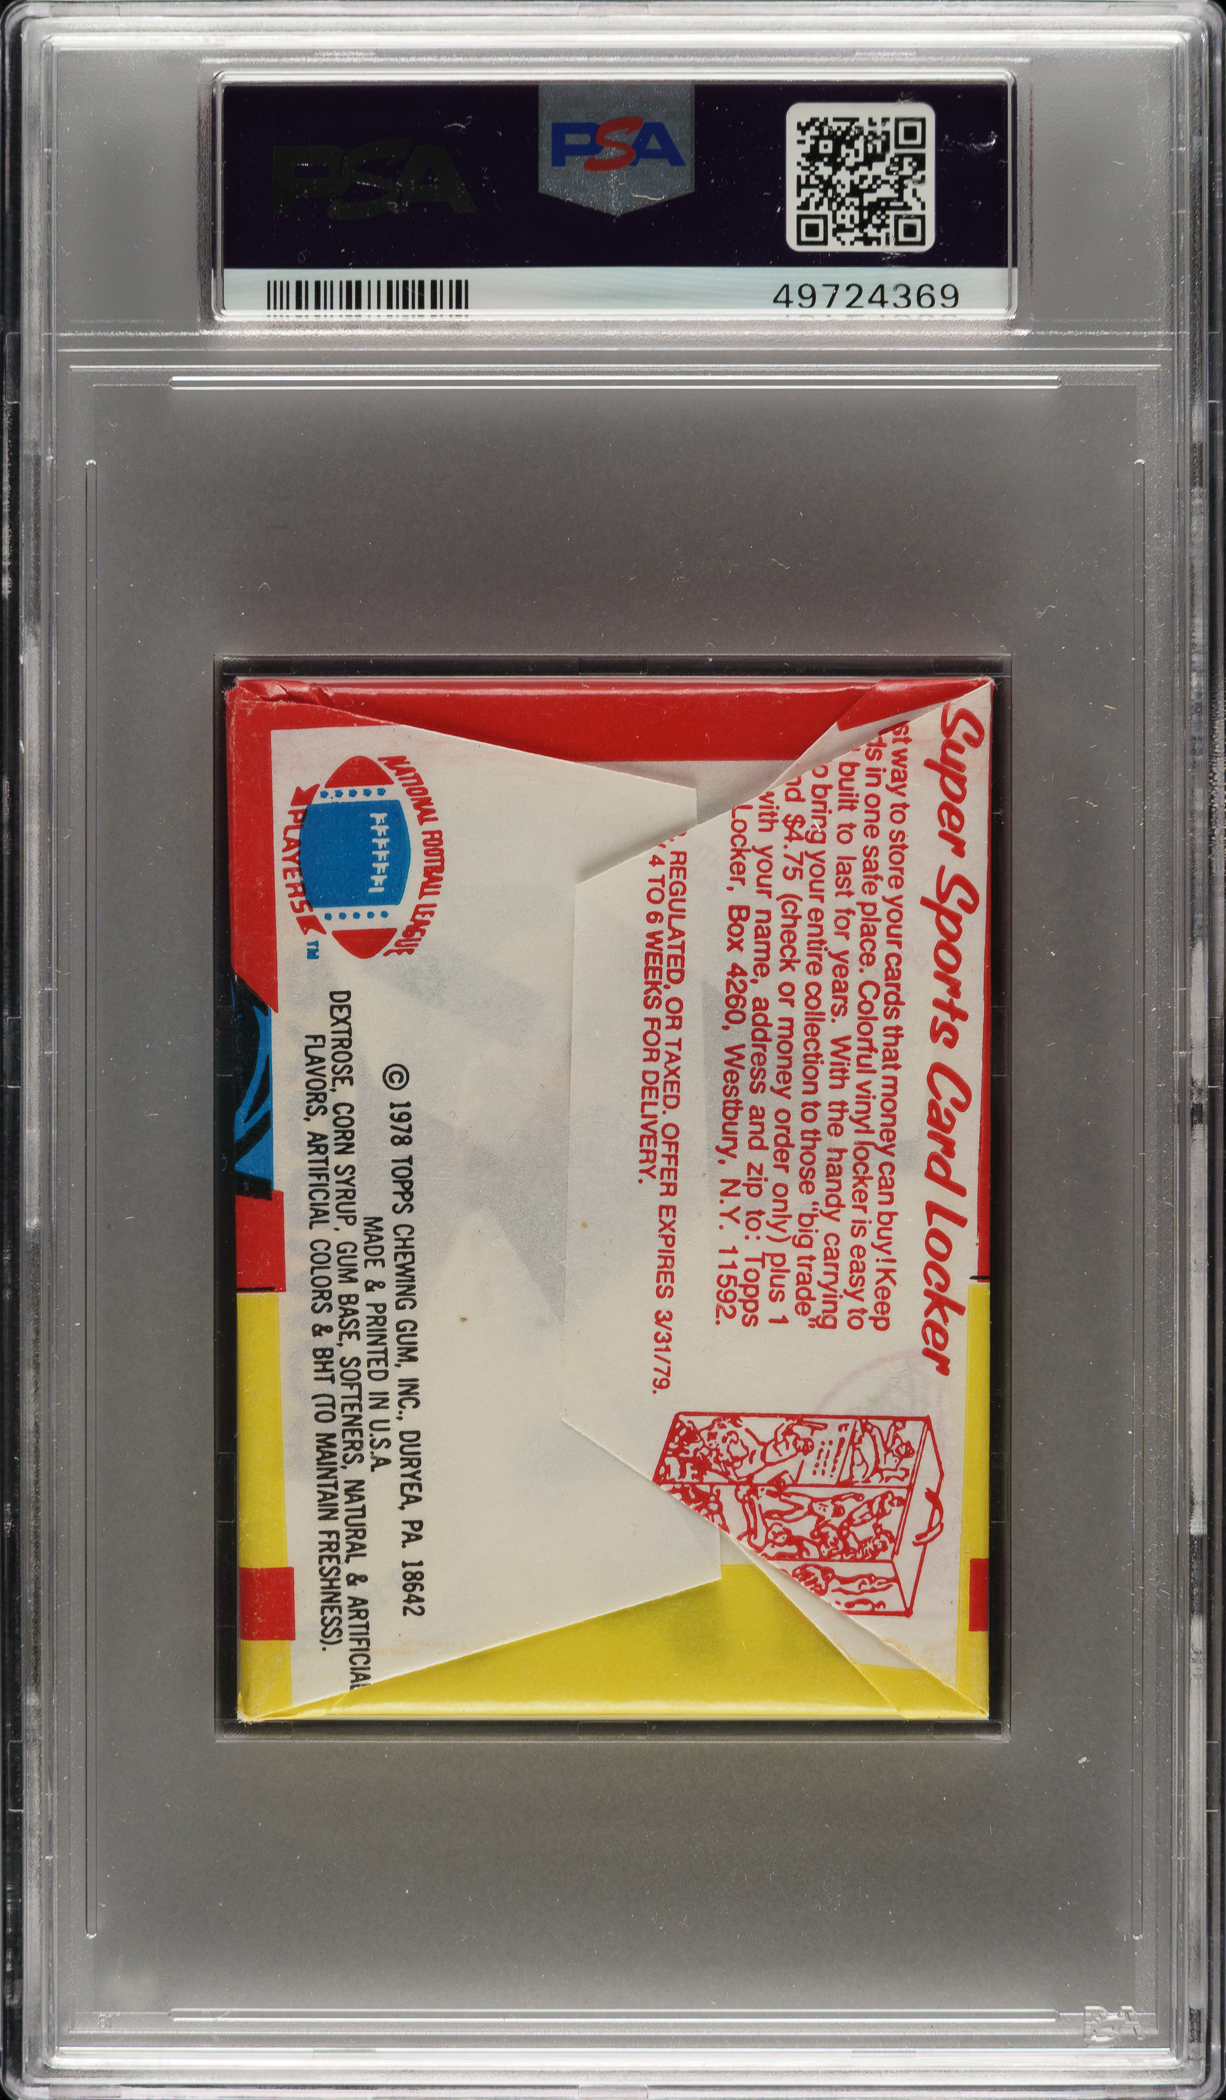 PSA
PSA
49724369
Super Sports Card Locker
way to store your cards that money can buy! Keep
in one safe place. Colorful vinyl locker is easy to
built to last for years. With the handy carrying
bring your entire collection to those "big trade"
$4.75 (check or money order only) plus 1
with your name, address and zip to: Topps
Locker, Box 4260, Westbury, N.Y. 11592.
REGULATED, OR TAXED. OFFER EXPIRES 3/31/79.
4 TO 6 WEEKS FOR DELIVERY.
NATIONAL FOOTBALL LEAGUE
PLAYERS TM
© 1978 TOPPS CHEWING GUM, INC., DURYEA, PA. 18642
MADE & PRINTED IN U.S.A.
DEXTROSE, CORN SYRUP, GUM BASE, SOFTENERS, NATURAL & ARTIFICIAL
FLAVORS, ARTIFICIAL COLORS & BHT (TO MAINTAIN FRESHNESS).
PSA